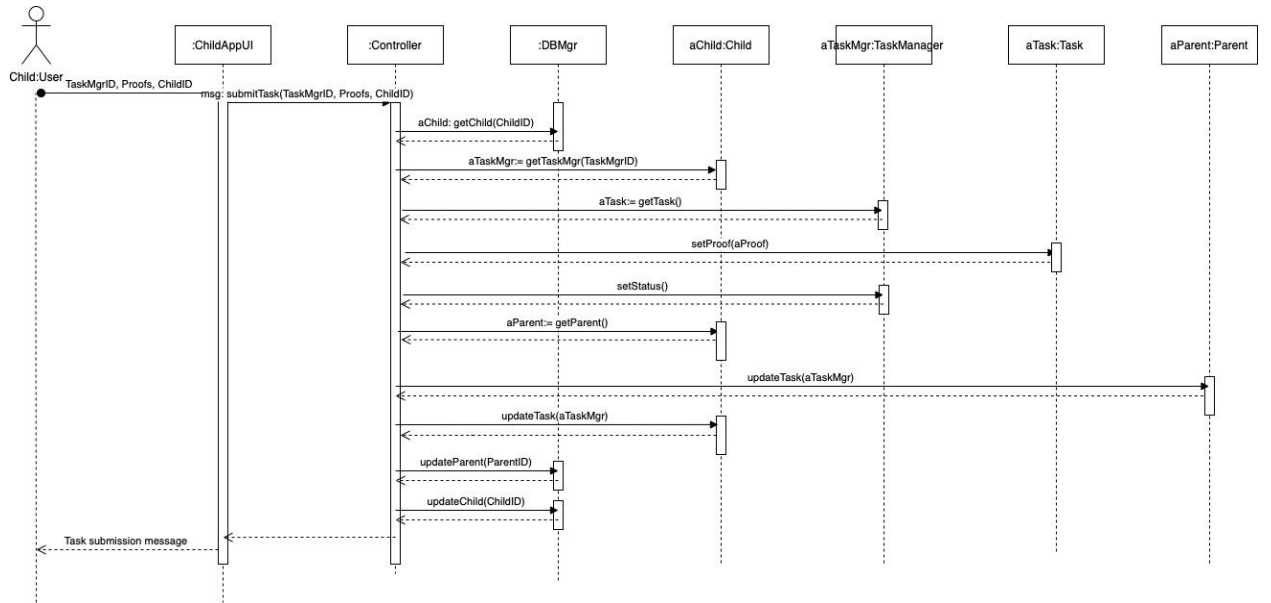 :ChildAppUI
:Controller
:DBMgr
aChild:Child
aTaskMgr:TaskManager
aTask:Task
aParent:Parent
Child:User
TaskMgrID, Proofs, ChildID
msg: submitTask(TaskMgrID, Proofs, ChildID)
aChild: getChild(ChildID)
aTaskMgr:= getTaskMgr(TaskMgrID)
aTask:= getTask()
setProof(aProof)
setStatus()
aParent:= getParent()
updateTask(aTaskMgr)
updateTask(aTaskMgr)
updateParent(ParentID)
updateChild(ChildID)
Task submission message